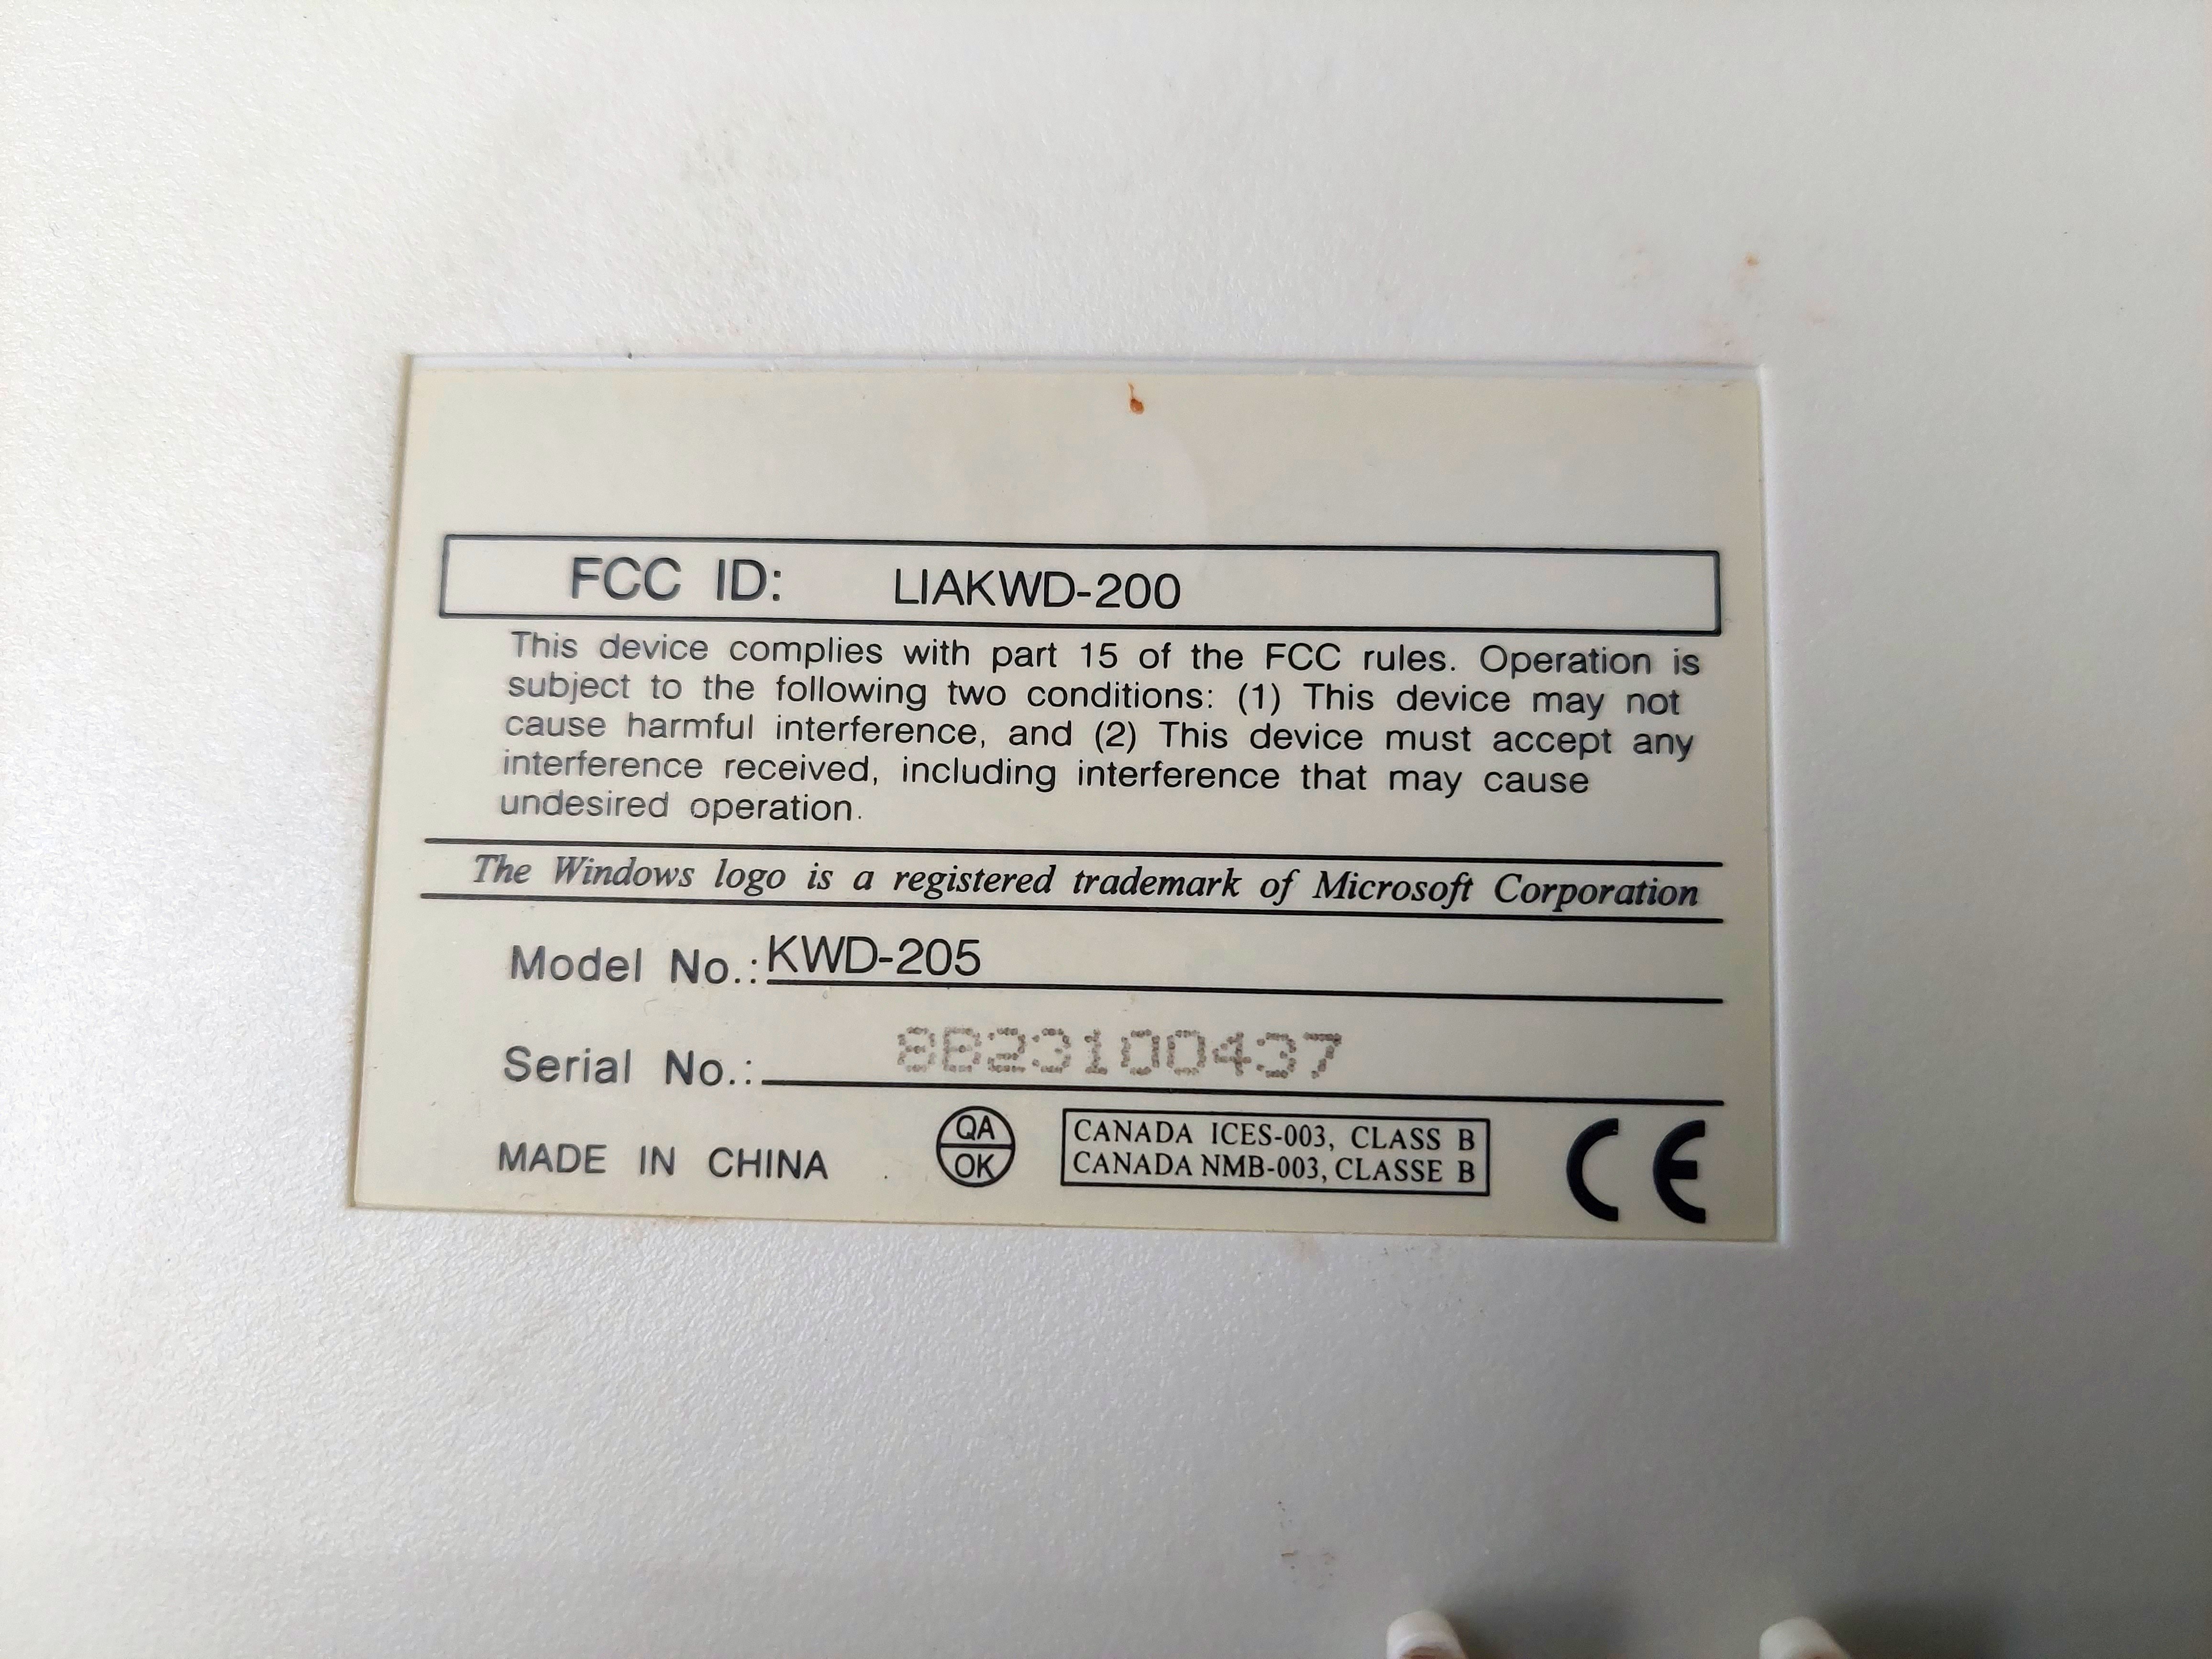 FCC ID: LIAKWD-200
This device complies with part 15 of the FCC rules. Operation is
subject to the following two conditions: (1) This device may not
cause harmful interference, and (2) This device must accept any
interference received, including interference that may cause
undesired operation.
The Windows logo is a registered trademark of Microsoft Corporation
Model No.: KWD-205
Serial No.: 8B23100437
MADE IN CHINA
QA
OK
CANADA ICES-003, CLASS B
CANADA NMB-003, CLASSE B
CE